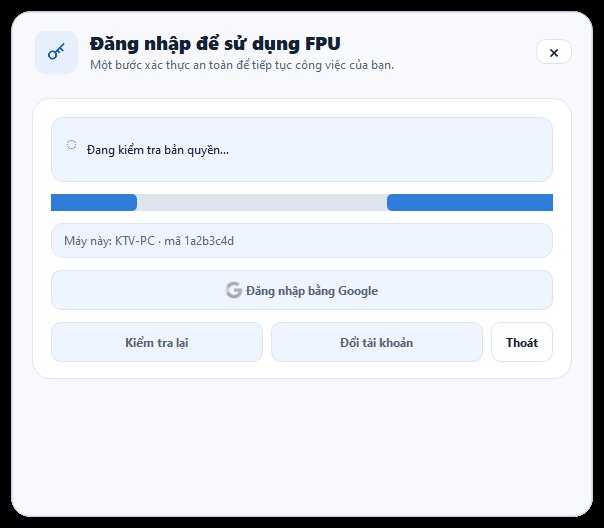 Đăng nhập để sử dụng FPU
Một bước xác thực an toàn để tiếp tục công việc của bạn.
Đang kiểm tra bản quyền...
Máy này: KTV-PC · mã 1a2b3c4d
Đăng nhập bằng Google
Kiểm tra lại
Đổi tài khoản
Thoát